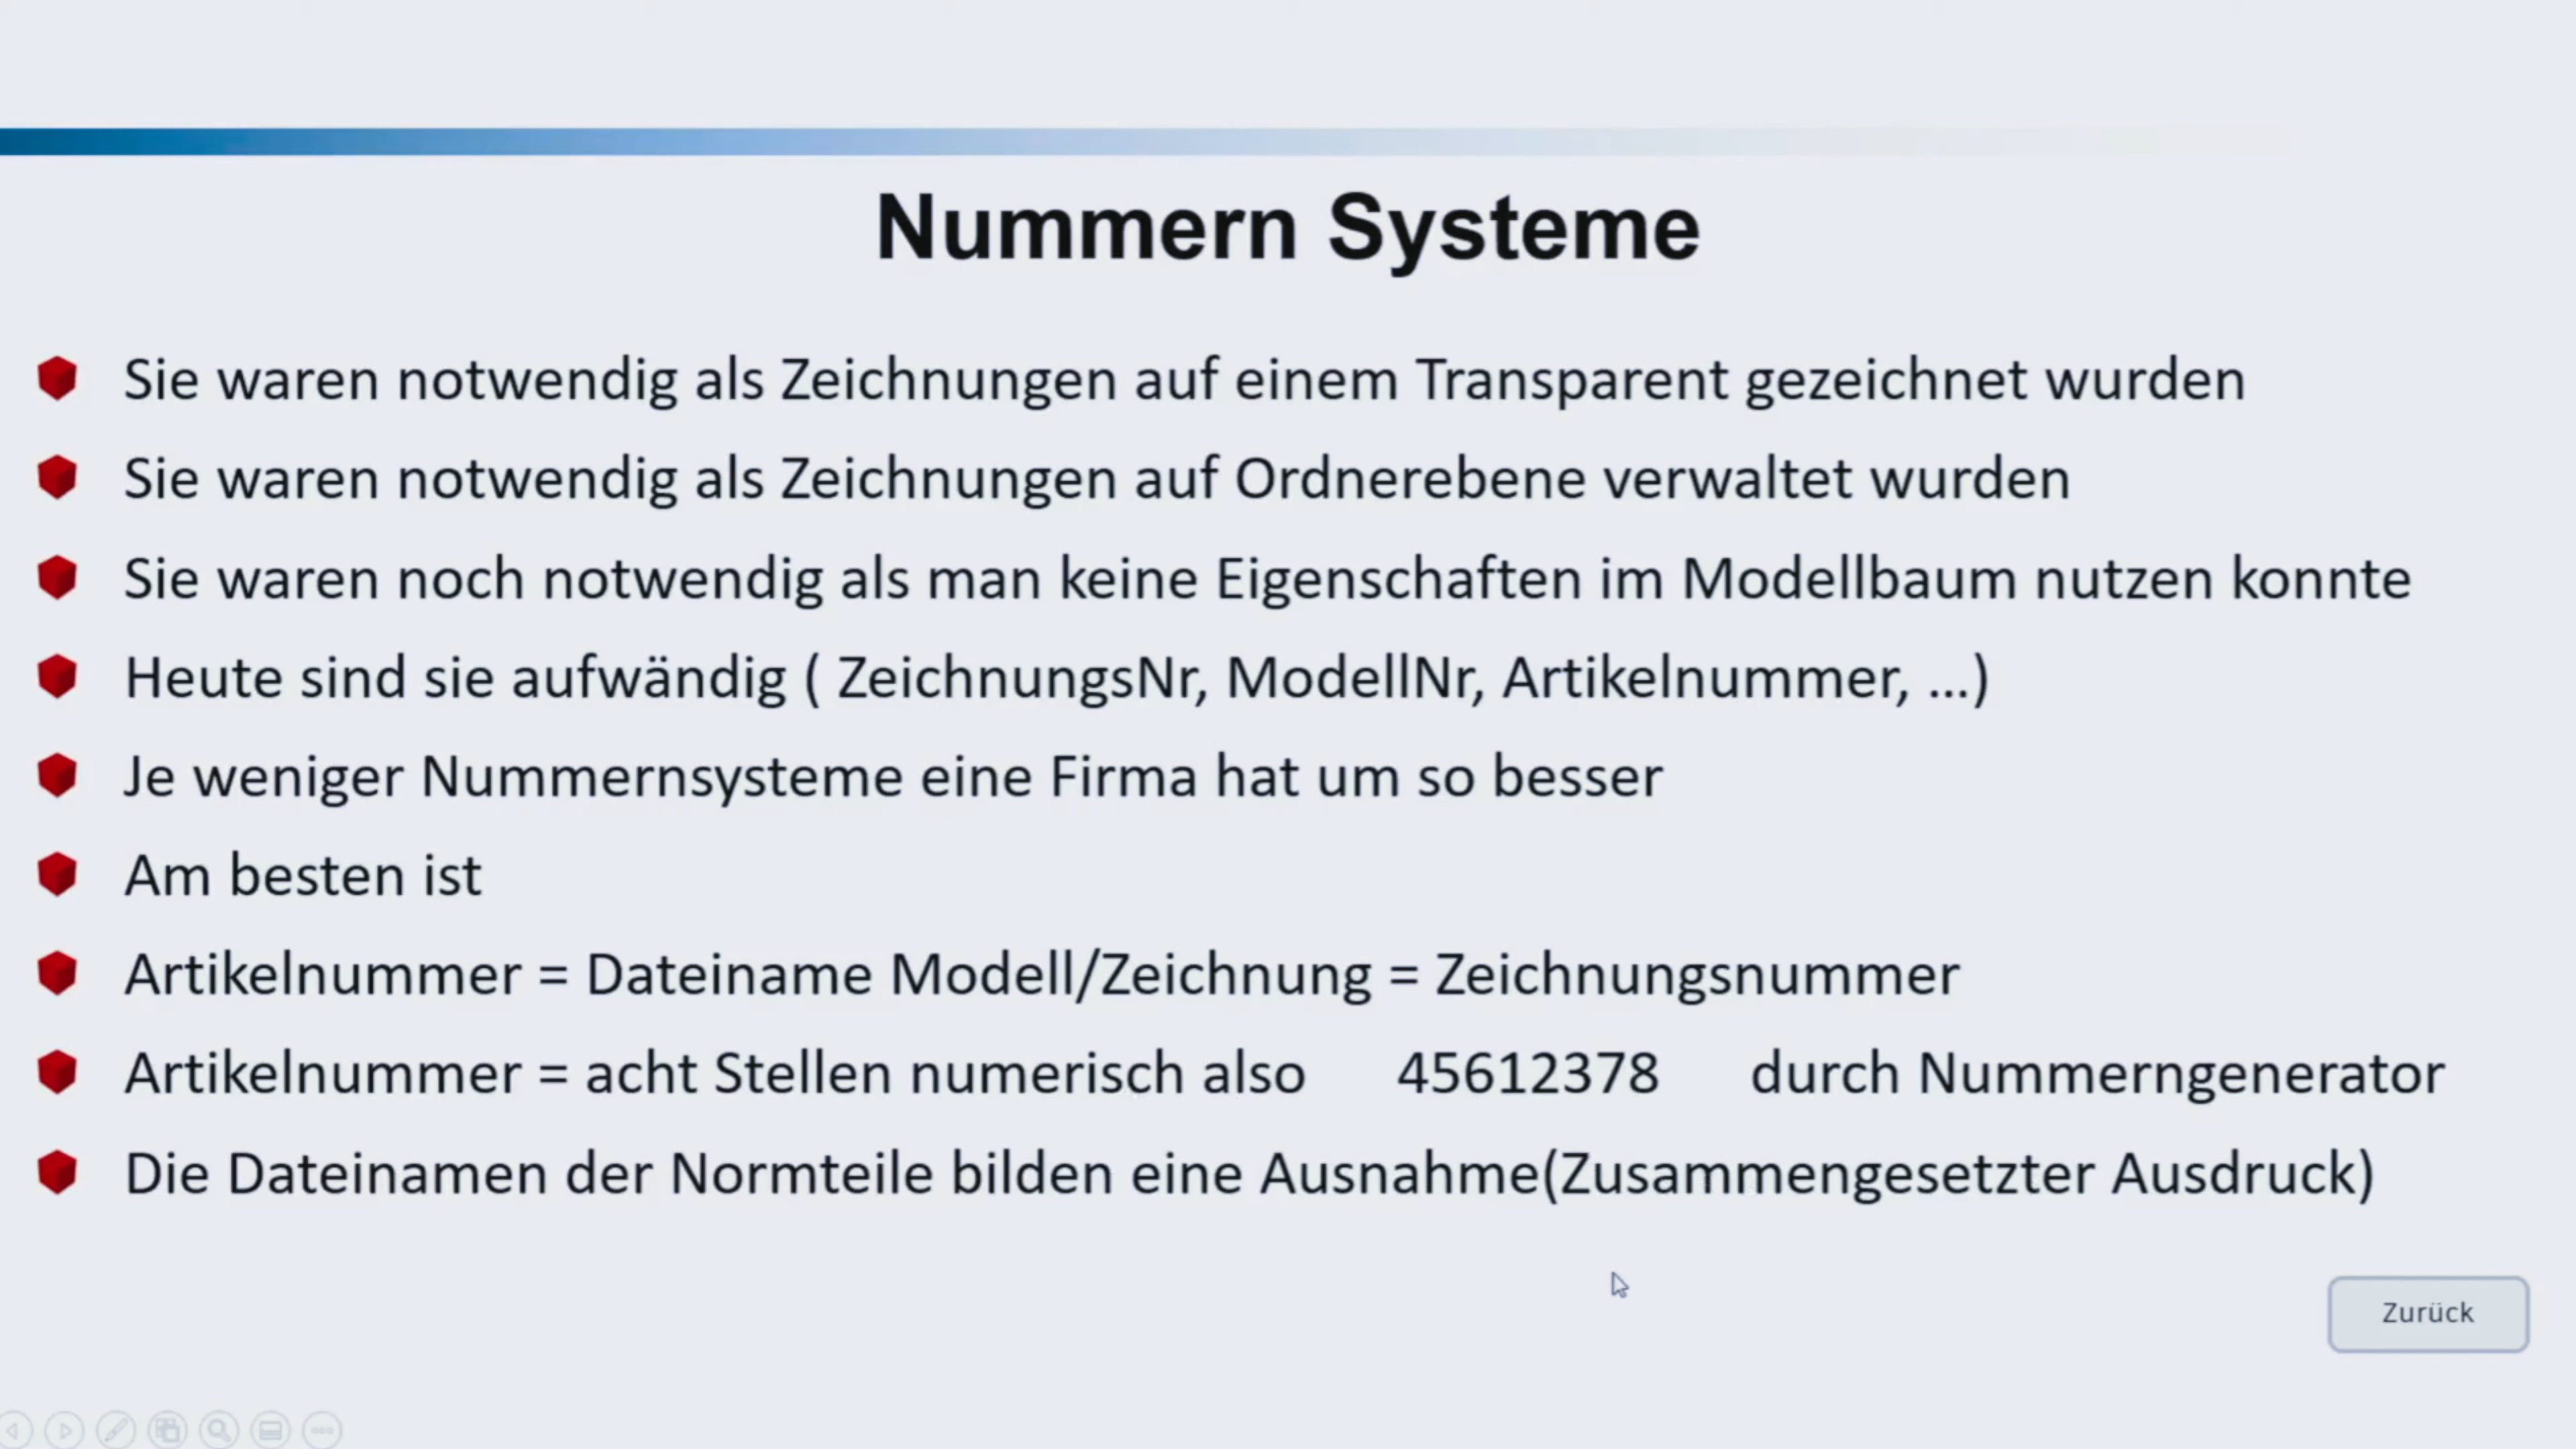 Nummern Systeme
Sie waren notwendig als Zeichnungen auf einem Transparent gezeichnet wurden
Sie waren notwendig als Zeichnungen auf Ordnerebene verwaltet wurden
Sie waren noch notwendig als man keine Eigenschaften im Modellbaum nutzen konnte
Heute sind sie aufwändig ( ZeichnungsNr, ModellNr, Artikelnummer, ...)
Je weniger Nummernsysteme eine Firma hat um so besser
Am besten ist
Artikelnummer = Dateiname Modell/Zeichnung = Zeichnungsnummer
Artikelnummer = acht Stellen numerisch also 45612378 durch Nummerngenerator
Die Dateinamen der Normteile bilden eine Ausnahme(Zusammengesetzter Ausdruck)
Zurück